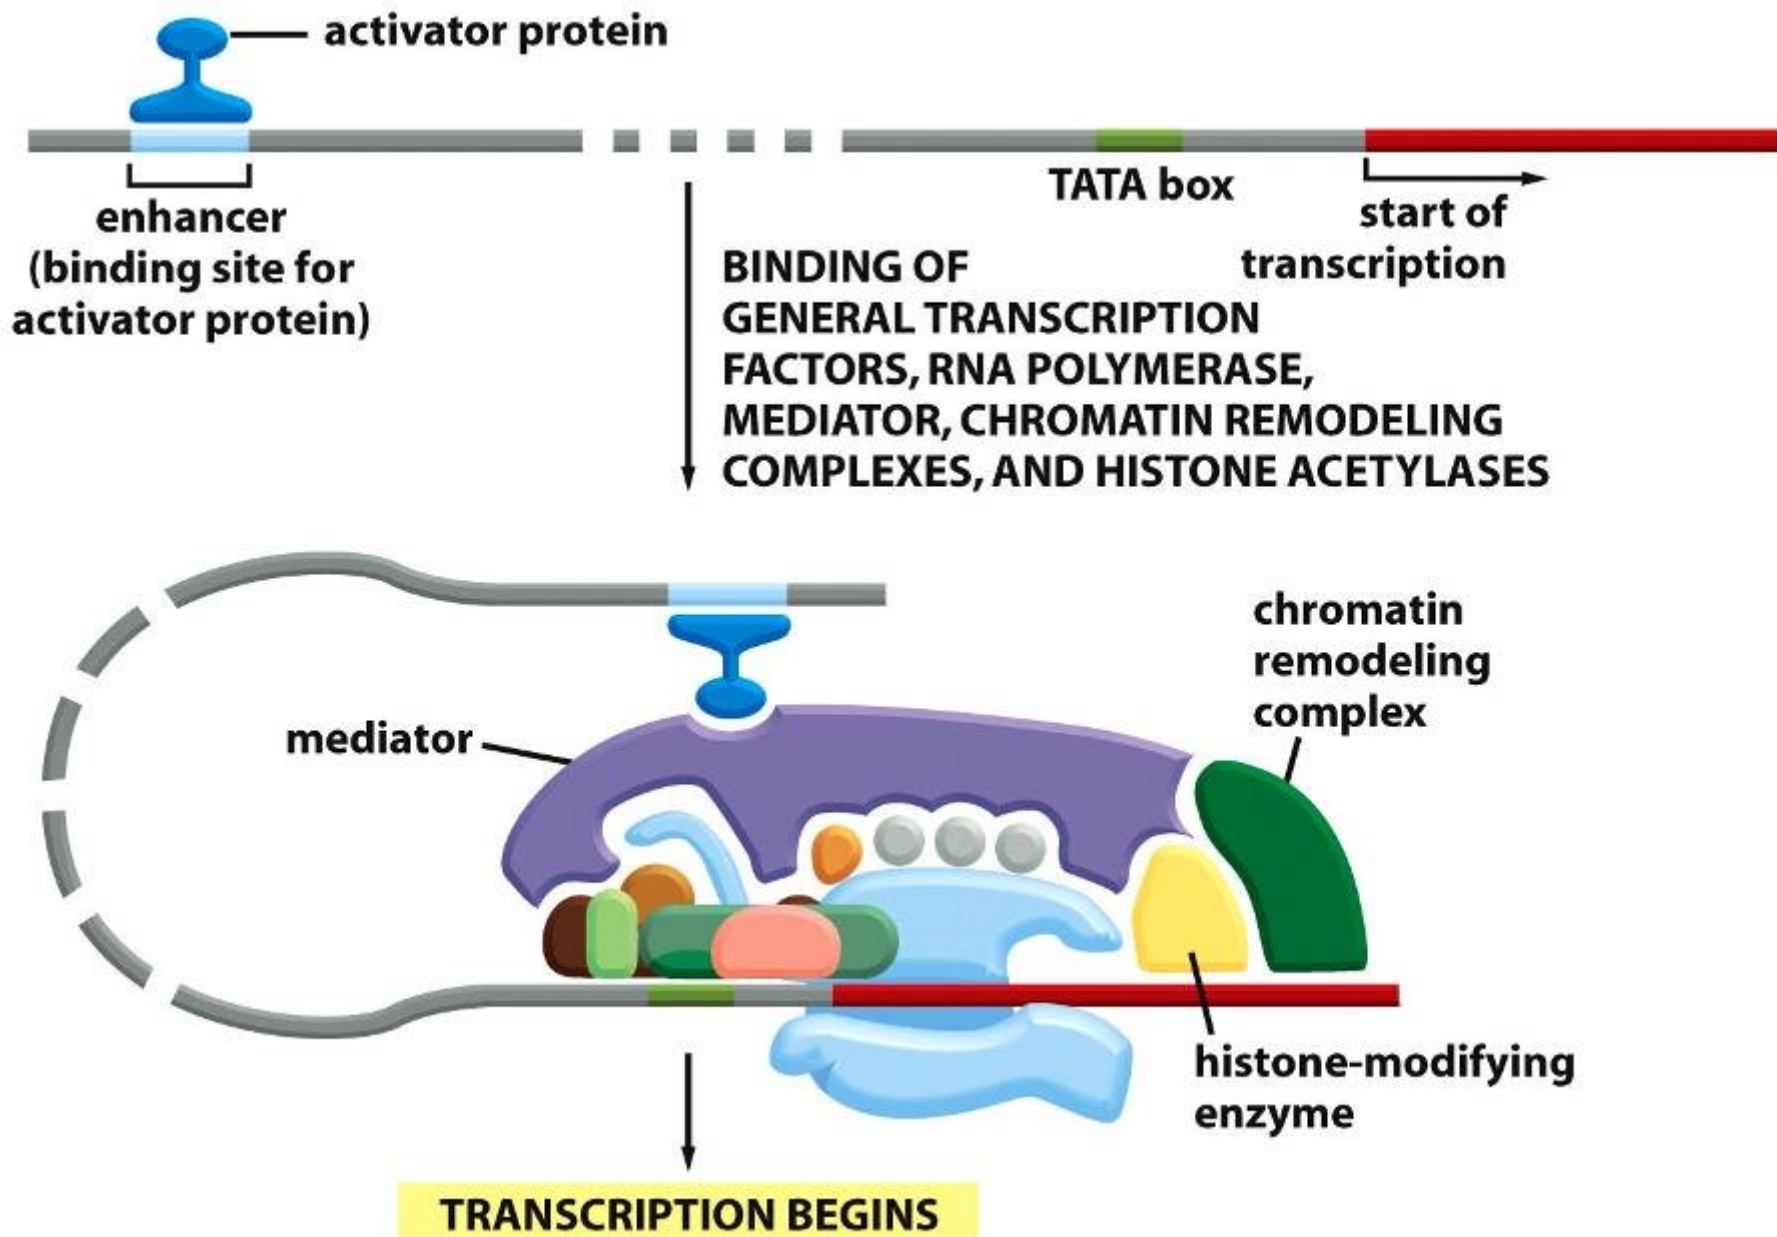 activator protein
enhancer
(binding site for
activator protein)
TATA box
start of
transcription
BINDING OF
GENERAL TRANSCRIPTION
FACTORS, RNA POLYMERASE,
MEDIATOR, CHROMATIN REMODELING
COMPLEXES, AND HISTONE ACETYLASES
chromatin
remodeling
complex
mediator
histone-modifying
enzyme
TRANSCRIPTION BEGINS